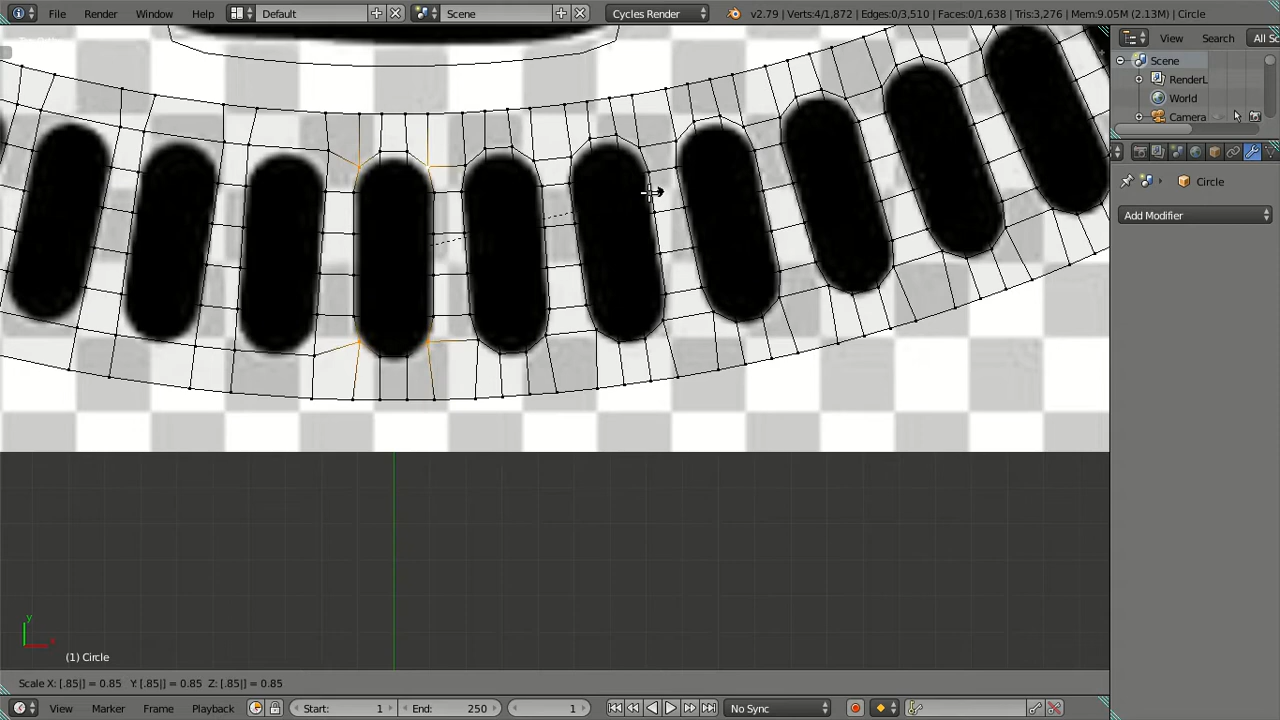 File Render Window Help Default Scene Cycles Render v2.79 | Verts:4/1,872 | Edges:0/3,510 | Faces:0/1,638 | Tris:3,276 | Mem:9.05M (2.13M) | Circle
View Search All Sc
Scene
RenderL
World
Camera
Circle
Add Modifier
y
x
(1) Circle
Scale X: [.85|] = 0.85 Y: [.85|] = 0.85 Z: [.85|] = 0.85
View Marker Frame Playback Start: 1 End: 250 1 No Sync